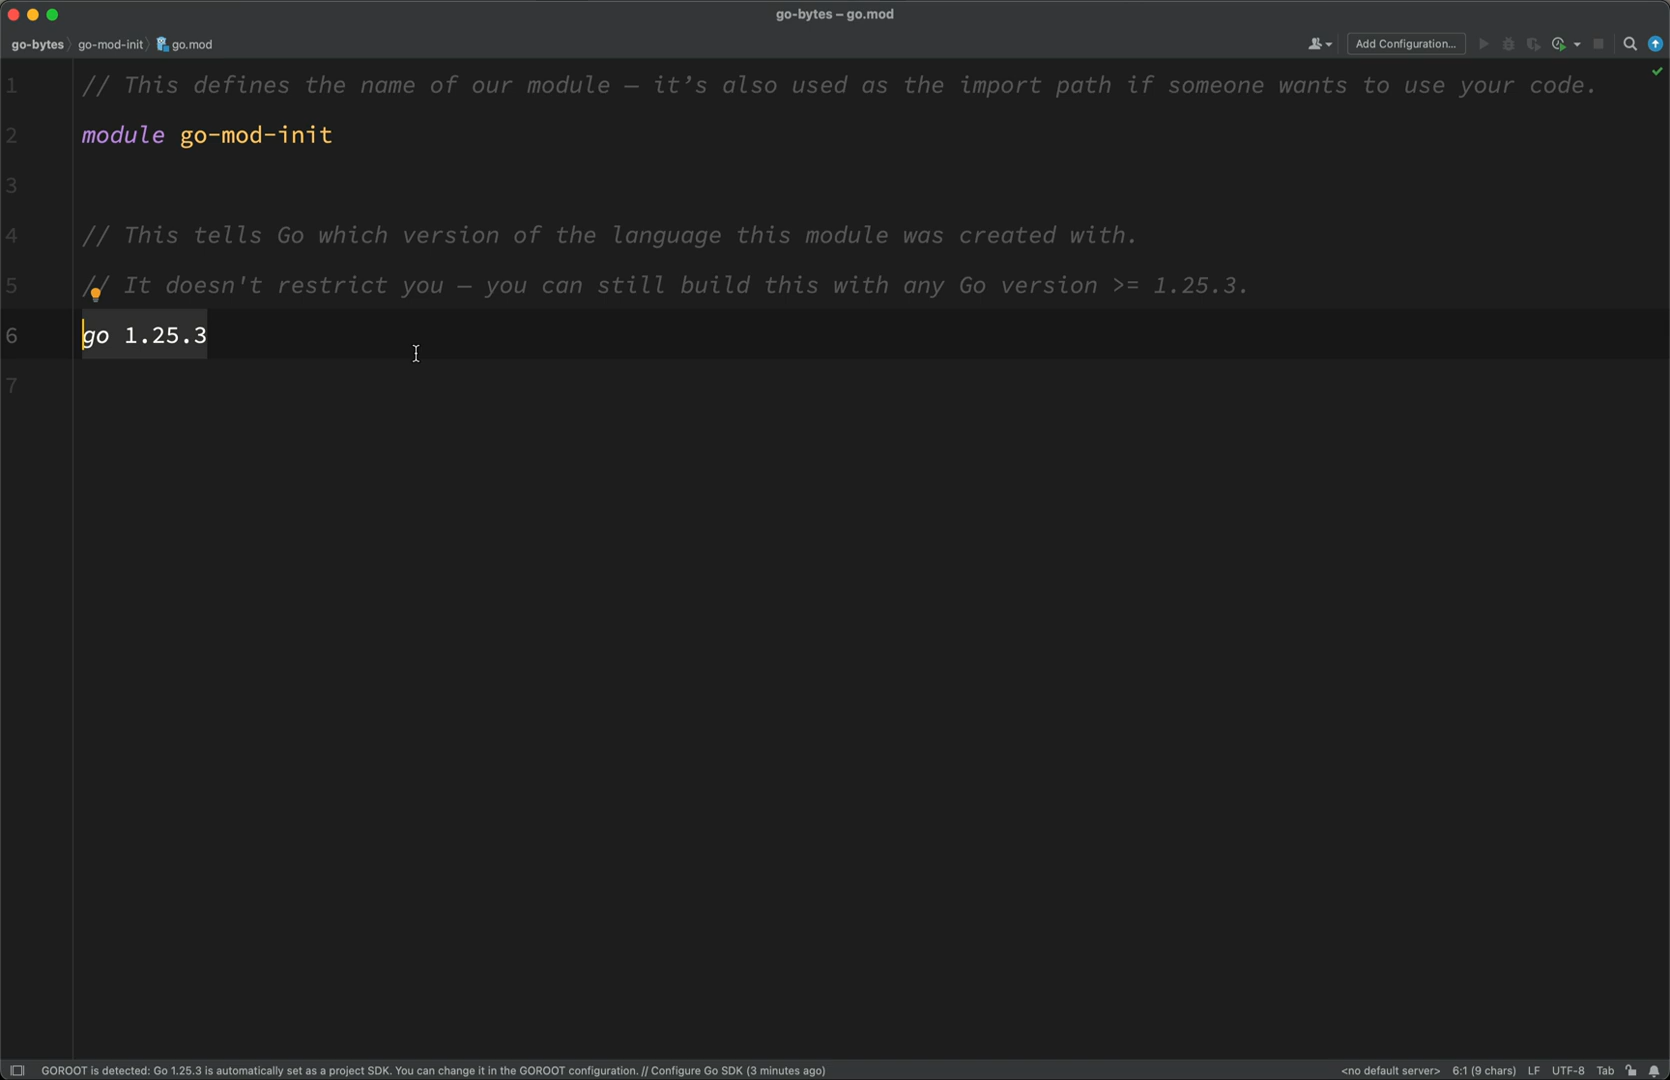 go-bytes – go.mod
go-bytes 〉 go-mod-init 〉 go.mod
Add Configuration...
1 // This defines the name of our module — it’s also used as the import path if someone wants to use your code.
2 module go-mod-init
3
4 // This tells Go which version of the language this module was created with.
5 // It doesn't restrict you — you can still build this with any Go version >= 1.25.3.
6 go 1.25.3
7
GOROOT is detected: Go 1.25.3 is automatically set as a project SDK. You can change it in the GOROOT configuration. // Configure Go SDK (3 minutes ago)
<no default server> 6:1 (9 chars) LF UTF-8 Tab